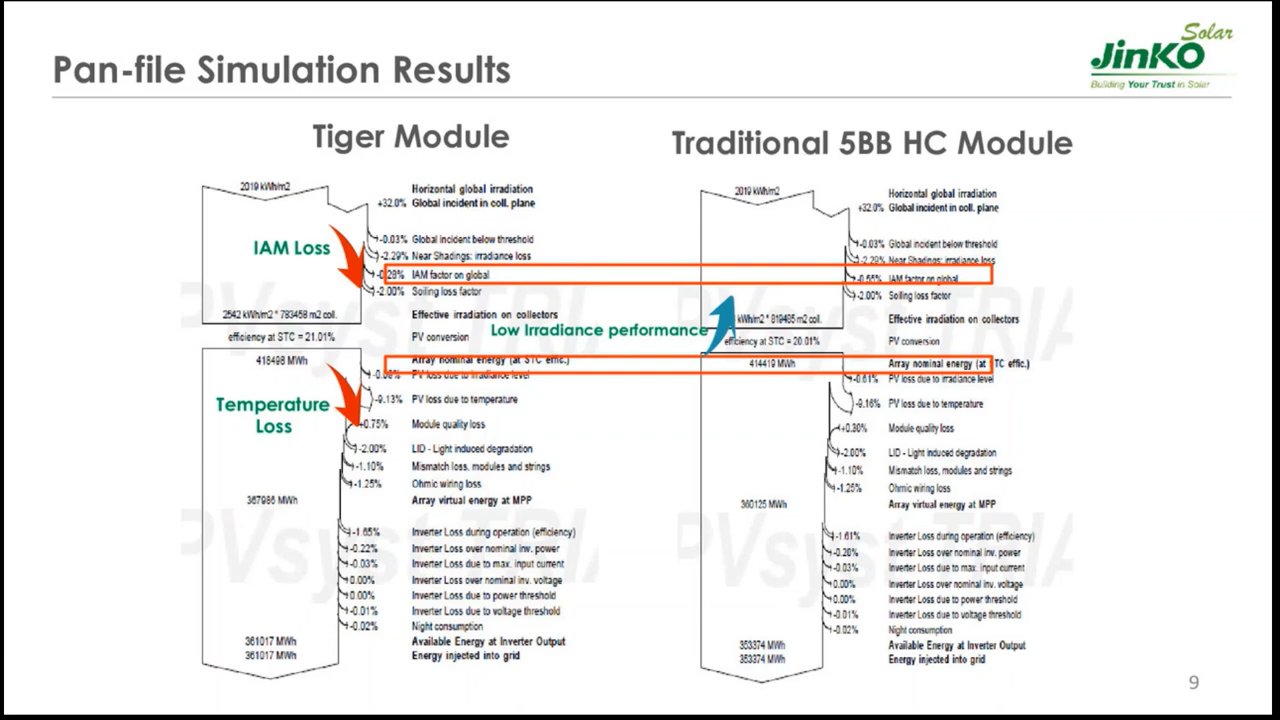 Pan-file Simulation Results
Solar
JinKO
Building Your Trust in Solar
Tiger Module
2019 kWh/m2
Horizontal global irradiation
+32.0% Global incident in coll. plane
-0.03% Global incident below threshold
IAM Loss
-2.29% Near Shadings: irradiance loss
-0.28% IAM factor on global
-2.00% Soiling loss factor
2542 kWh/m2 * 783458 m2 coll. Effective irradiation on collectors
efficiency at STC = 21.01% PV conversion
Low Irradiance performance
418498 MWh Array nominal energy (at STC effic.)
PV loss due to irradiance level
-9.13% PV loss due to temperature
Temperature
Loss
+0.75% Module quality loss
-2.00% LID - Light induced degradation
-1.10% Mismatch loss, modules and strings
-1.25% Ohmic wiring loss
367986 MWh Array virtual energy at MPP
-1.65% Inverter Loss during operation (efficiency)
-0.22% Inverter Loss over nominal inv. power
-0.03% Inverter Loss due to max. input current
0.00% Inverter Loss over nominal inv. voltage
0.00% Inverter Loss due to power threshold
-0.01% Inverter Loss due to voltage threshold
-0.02% Night consumption
361017 MWh Available Energy at Inverter Output
361017 MWh Energy injected into grid
Traditional 5BB HC Module
2019 kWh/m2
Horizontal global irradiation
+32.0% Global incident in coll. plane
-0.03% Global incident below threshold
-2.29% Near Shadings: irradiance loss
-0.55% IAM factor on global
-2.00% Soiling loss factor
kWh/m2 * 819485 m2 coll. Effective irradiation on collectors
efficiency at STC = 20.01% PV conversion
414419 MWh Array nominal energy (at STC effic.)
-0.61% PV loss due to irradiance level
-9.16% PV loss due to temperature
+0.30% Module quality loss
-2.00% LID - Light induced degradation
-1.10% Mismatch loss, modules and strings
-1.25% Ohmic wiring loss
360125 MWh Array virtual energy at MPP
-1.61% Inverter Loss during operation (efficiency)
-0.20% Inverter Loss over nominal inv. power
-0.03% Inverter Loss due to max. input current
0.00% Inverter Loss over nominal inv. voltage
0.00% Inverter Loss due to power threshold
-0.01% Inverter Loss due to voltage threshold
-0.02% Night consumption
353374 MWh Available Energy at Inverter Output
353374 MWh Energy injected into grid
PVsyst TRIA
PVsyst TRIA
PVsyst TRIA
PVsyst TRIA
9